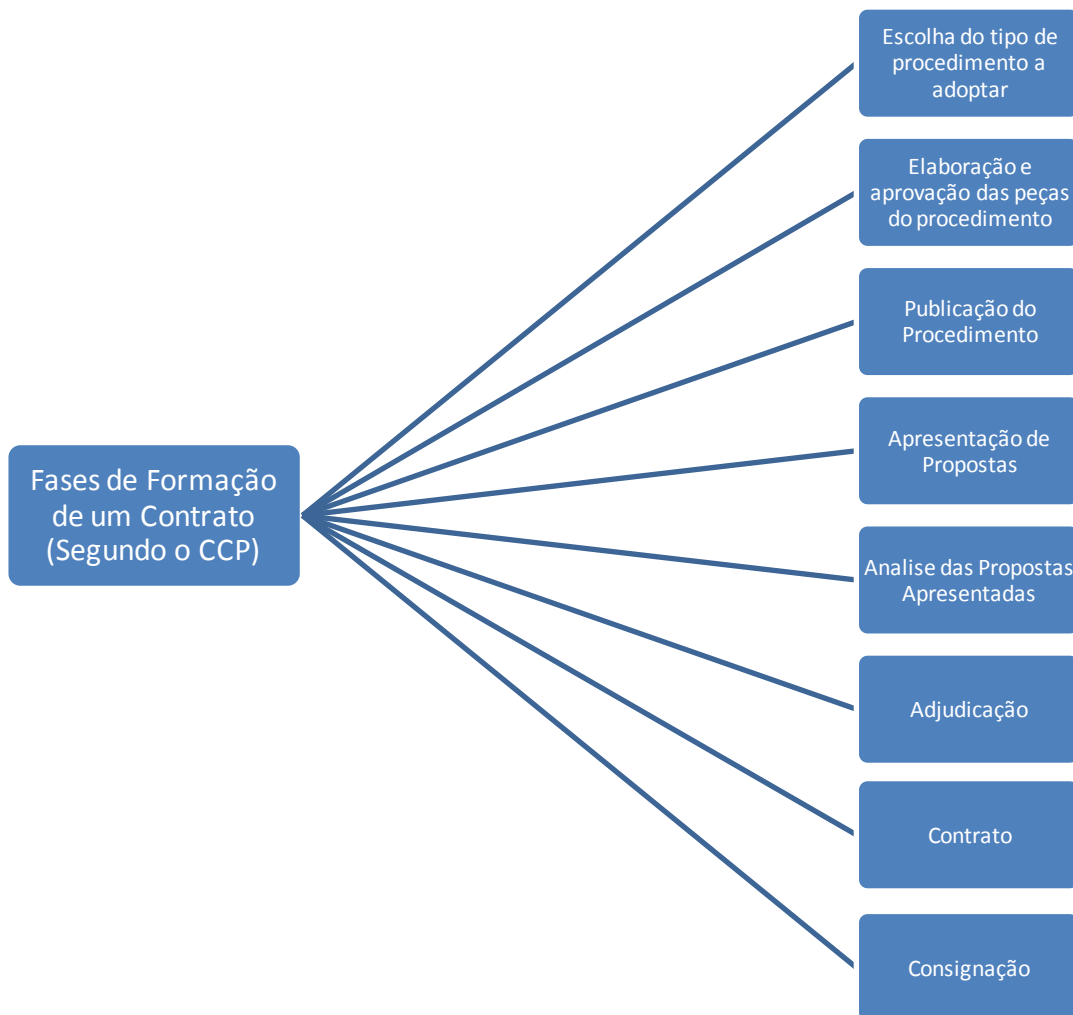 Escolha do tipo de
procedimento a
adoptar
Elaboração e
aprovação das peças
do procedimento
Publicação do
Procedimento
Apresentação de
Propostas
Fases de Formação
de um Contrato
(Segundo o CCP)
Analise das Propostas
Apresentadas
Adjudicação
Contrato
Consignação